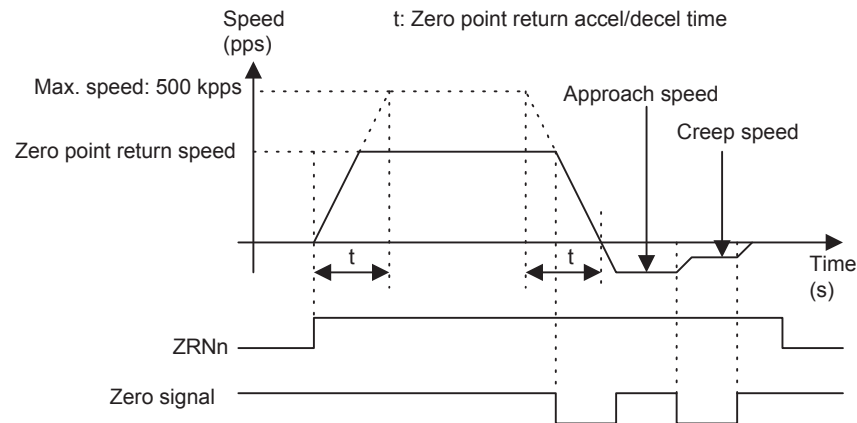 Speed
(pps)
t: Zero point return accel/decel time
Max. speed: 500 kpps
Approach speed
Creep speed
Zero point return speed
t
t
Time
(s)
ZRNn
Zero signal